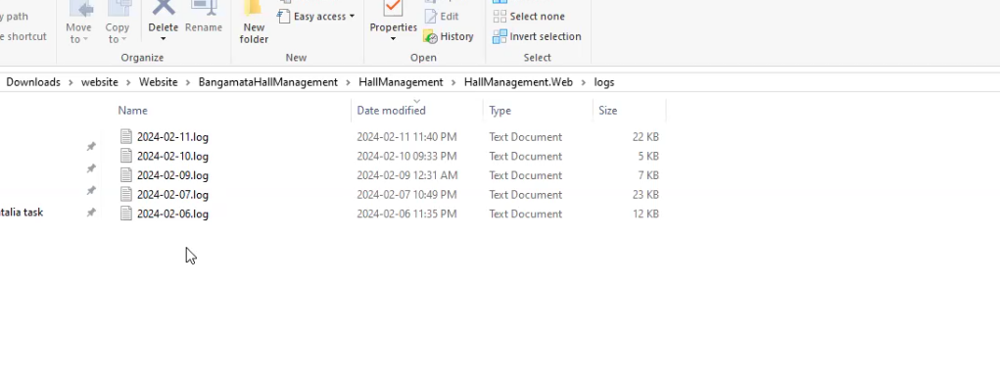 y path
e shortcut
Move to
Copy to
Delete
Rename
Organize
New folder
Easy access
New
Properties
Edit
History
Open
Select none
Invert selection
Select
Downloads > website > Website > BangamataHallManagement > HallManagement > HallManagement.Web > logs
Name Date modified Type Size
2024-02-11.log 2024-02-11 11:40 PM Text Document 22 KB
2024-02-10.log 2024-02-10 09:33 PM Text Document 5 KB
2024-02-09.log 2024-02-09 12:31 AM Text Document 7 KB
2024-02-07.log 2024-02-07 10:49 PM Text Document 23 KB
talia task
2024-02-06.log 2024-02-06 11:35 PM Text Document 12 KB